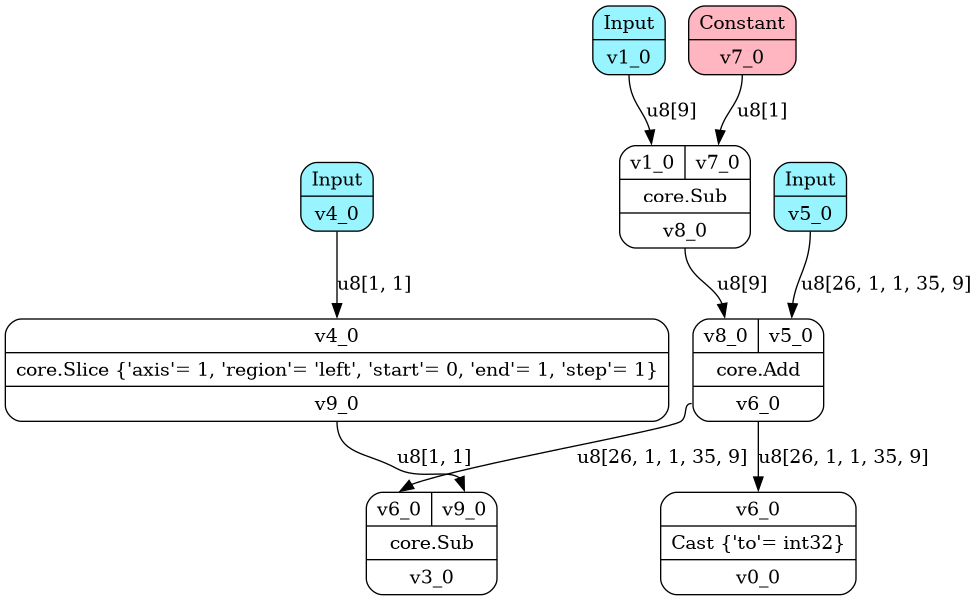 Input
v1_0
Constant
v7_0
u8[9]
u8[1]
v1_0 v7_0
core.Sub
v8_0
Input
v4_0
Input
v5_0
u8[1, 1]
u8[9]
u8[26, 1, 1, 35, 9]
v4_0
core.Slice {'axis'= 1, 'region'= 'left', 'start'= 0, 'end'= 1, 'step'= 1}
v9_0
v8_0 v5_0
core.Add
v6_0
u8[1, 1]
u8[26, 1, 1, 35, 9]
u8[26, 1, 1, 35, 9]
v6_0 v9_0
core.Sub
v3_0
v6_0
Cast {'to'= int32}
v0_0